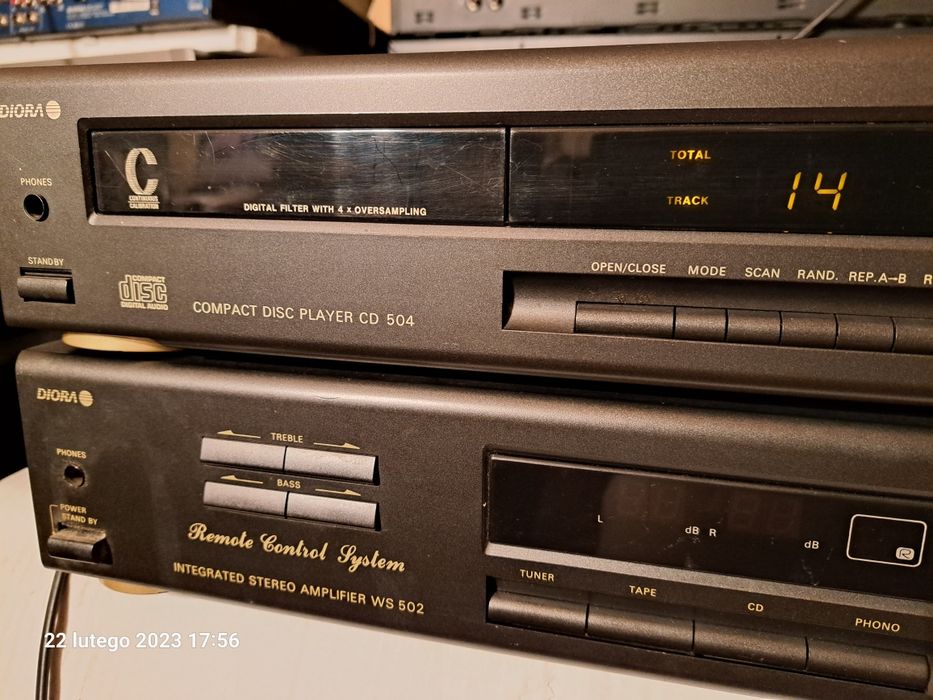 DIORA
PHONES
STANDBY
C
CONTINUOUS
CALIBRATION
DIGITAL FILTER WITH 4 x OVERSAMPLING
TOTAL
TRACK
14
COMPACT
disc
DIGITAL AUDIO
COMPACT DISC PLAYER CD 504
OPEN/CLOSE MODE SCAN RAND. REP.A→B R
DIORA
PHONES
POWER
STAND BY
TREBLE
BASS
Remote Control System
INTEGRATED STEREO AMPLIFIER WS 502
L dB R dB
R
TUNER TAPE CD PHONO
22 lutego 2023 17:56